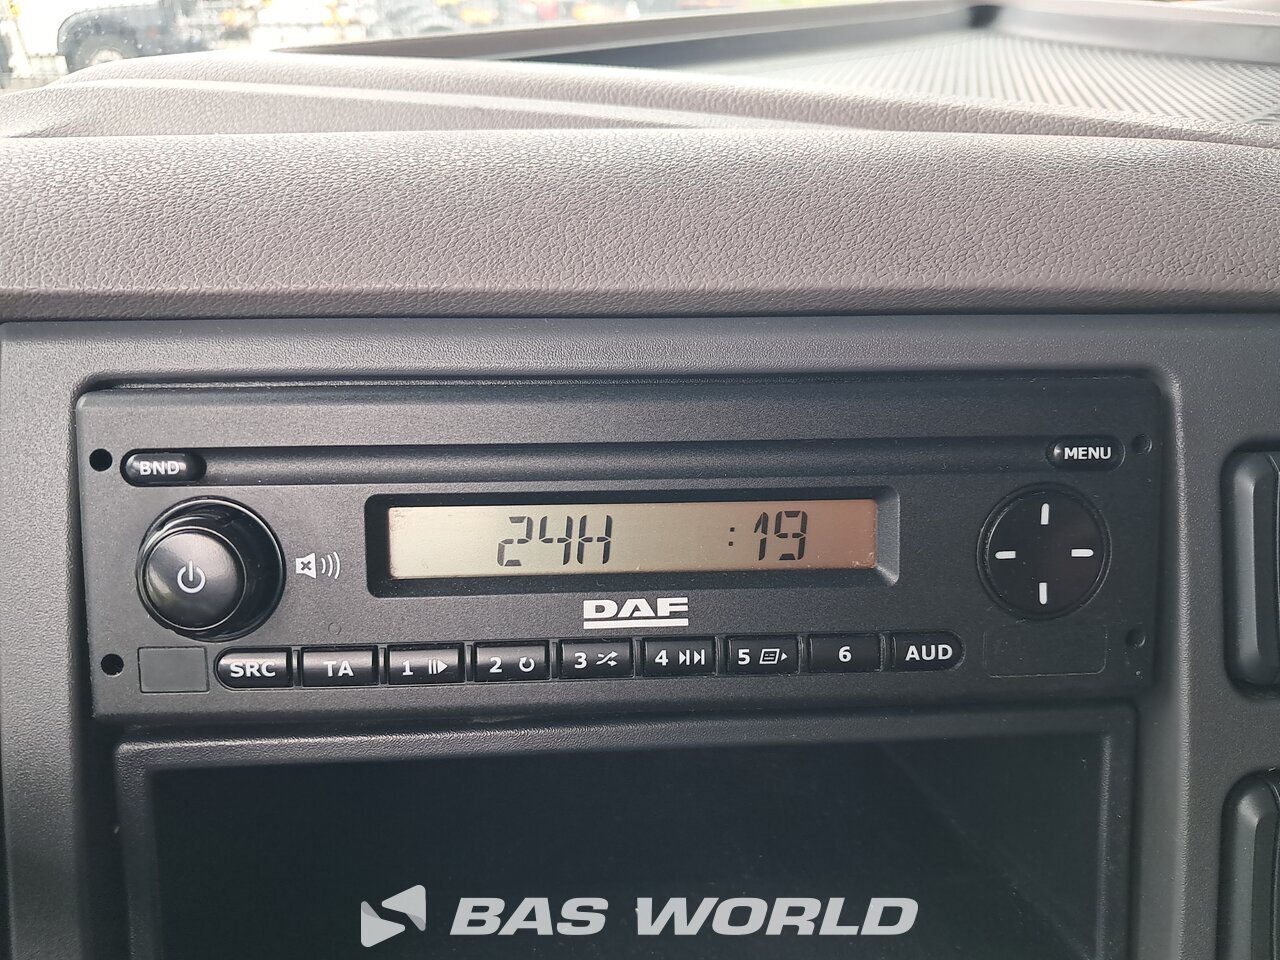 BND
MENU
24H :19
DAF
SRC TA 1 2 3 4 5 6 AUD
BAS WORLD